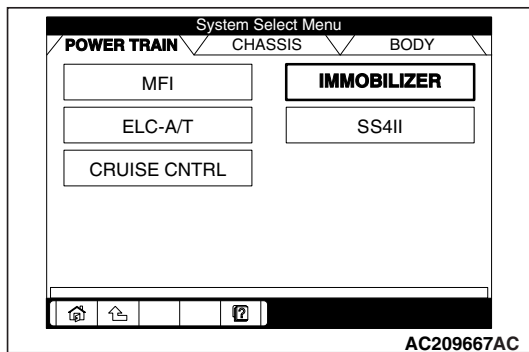 System Select Menu
POWER TRAIN CHASSIS BODY
MFI IMMOBILIZER
ELC-A/T SS4II
CRUISE CNTRL
?
AC209667AC